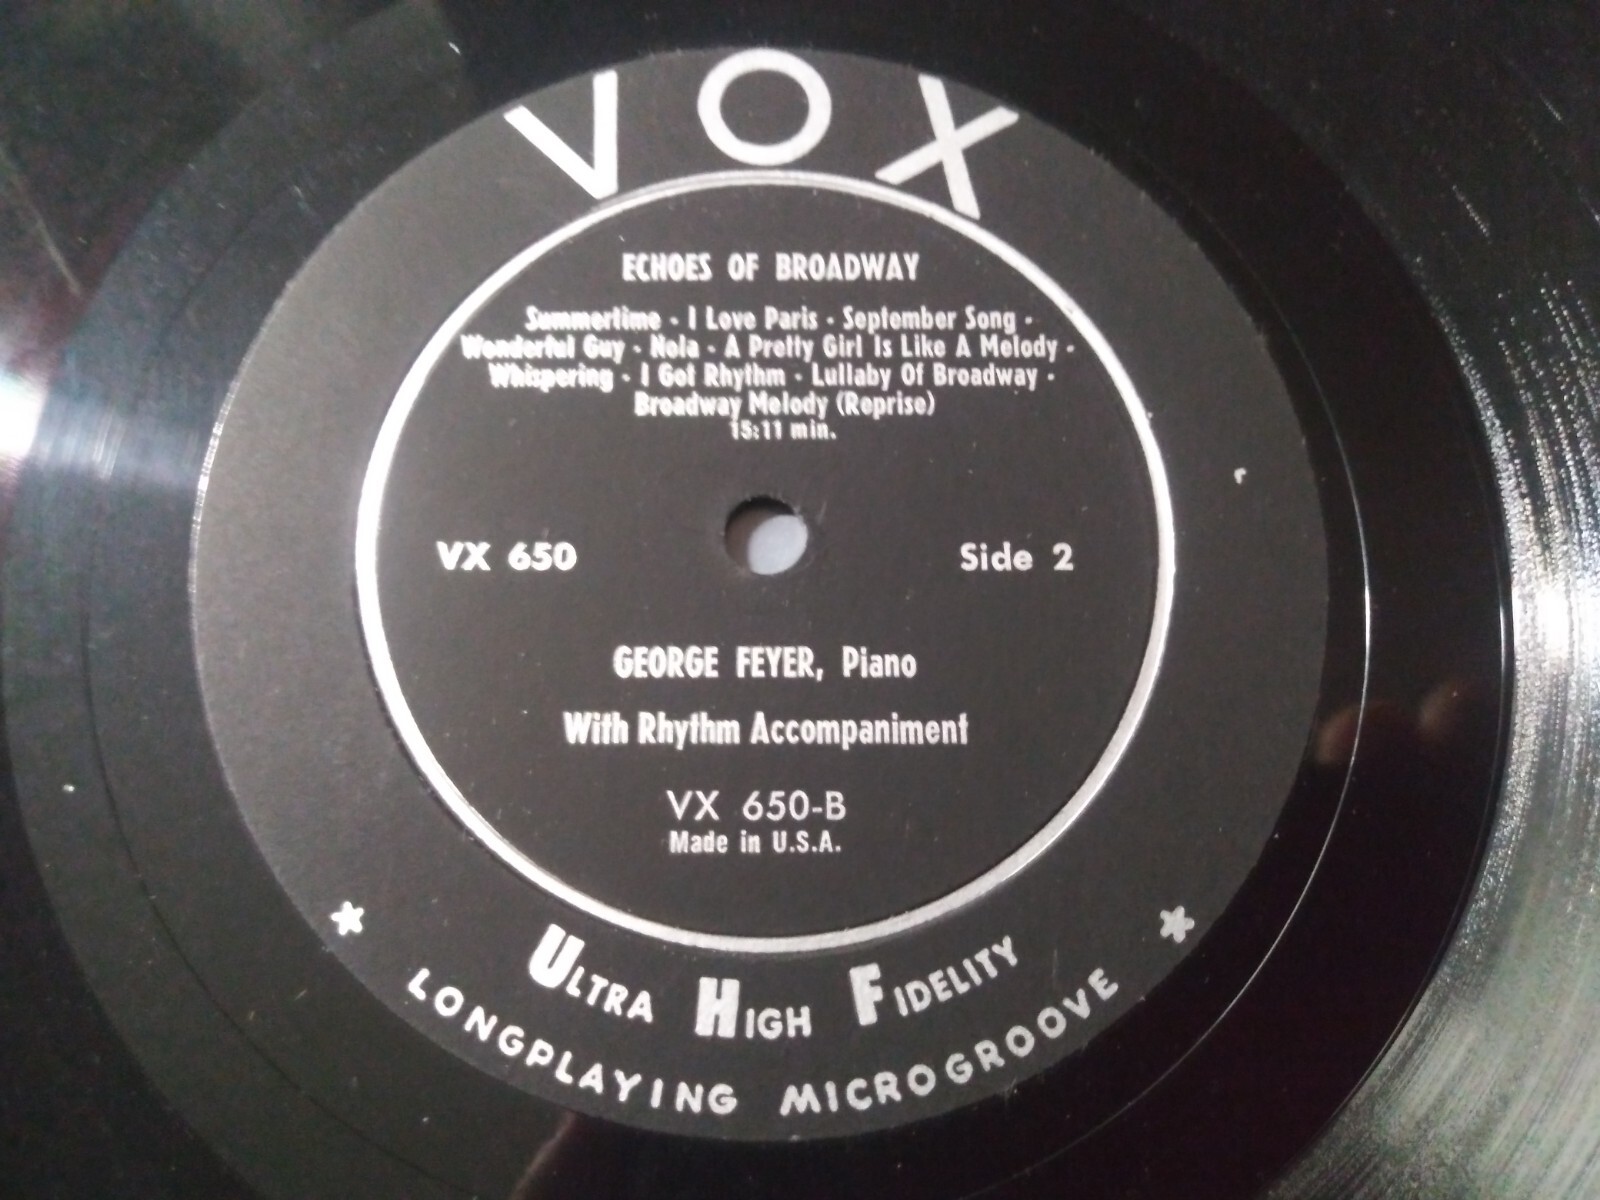 VOX
ECHOES OF BROADWAY
Summertime - I Love Paris - September Song -
Wonderful Guy - Nola - A Pretty Girl Is Like A Melody -
Whispering - I Got Rhythm - Lullaby Of Broadway -
Broadway Melody (Reprise)
15:11 min.
VX 650
Side 2
GEORGE FEYER, Piano
With Rhythm Accompaniment
VX 650-B
Made in U.S.A.
ULTRA HIGH FIDELITY
LONGPLAYING MICROGROOVE